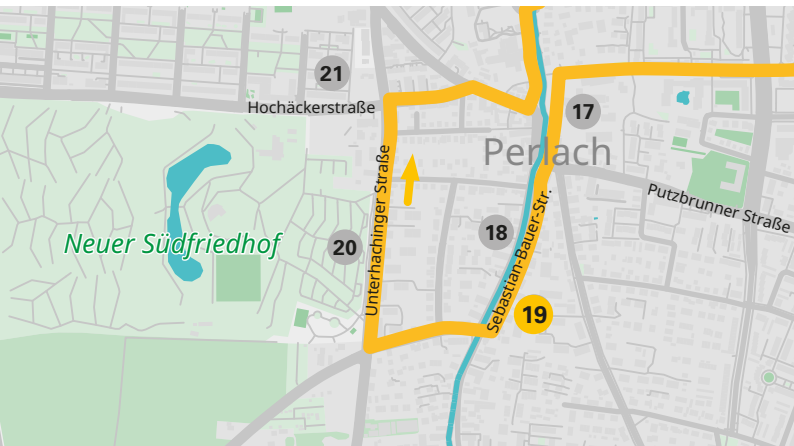 21
Hochäckerstraße
17
Perlach
Unterhachinger Straße
Putzbrunner Straße
Sebastian-Bauer-Str.
18
20
Neuer Südfriedhof
19